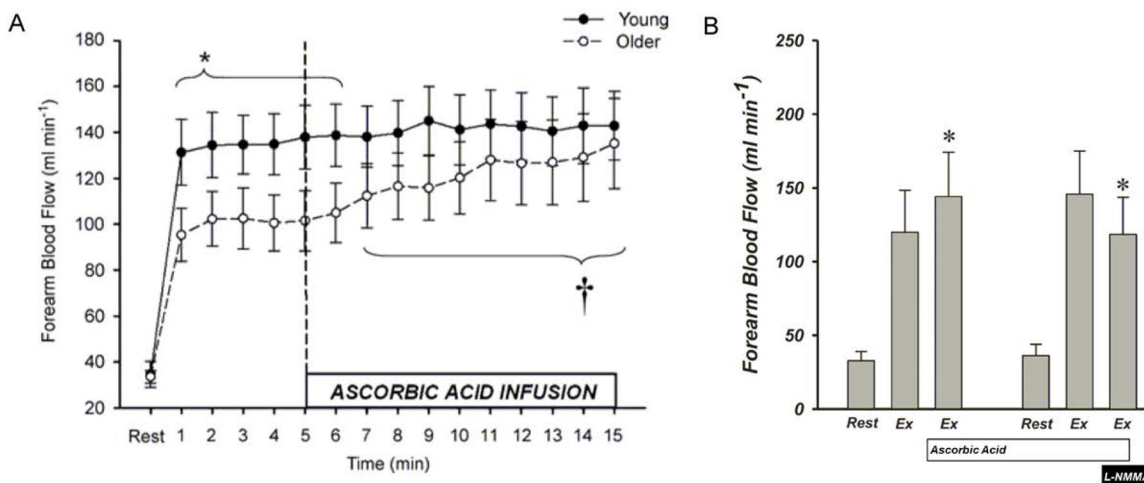 A
Young
Older
B
180
160
140
120
100
80
60
40
20
Forearm Blood Flow (ml min⁻¹)
*
†
ASCORBIC ACID INFUSION
Rest 1 2 3 4 5 6 7 8 9 10 11 12 13 14 15
Time (min)
250
200
150
100
50
0
Forearm Blood Flow (ml min⁻¹)
*
*
Rest Ex Ex Rest Ex Ex
Ascorbic Acid
L-NMM